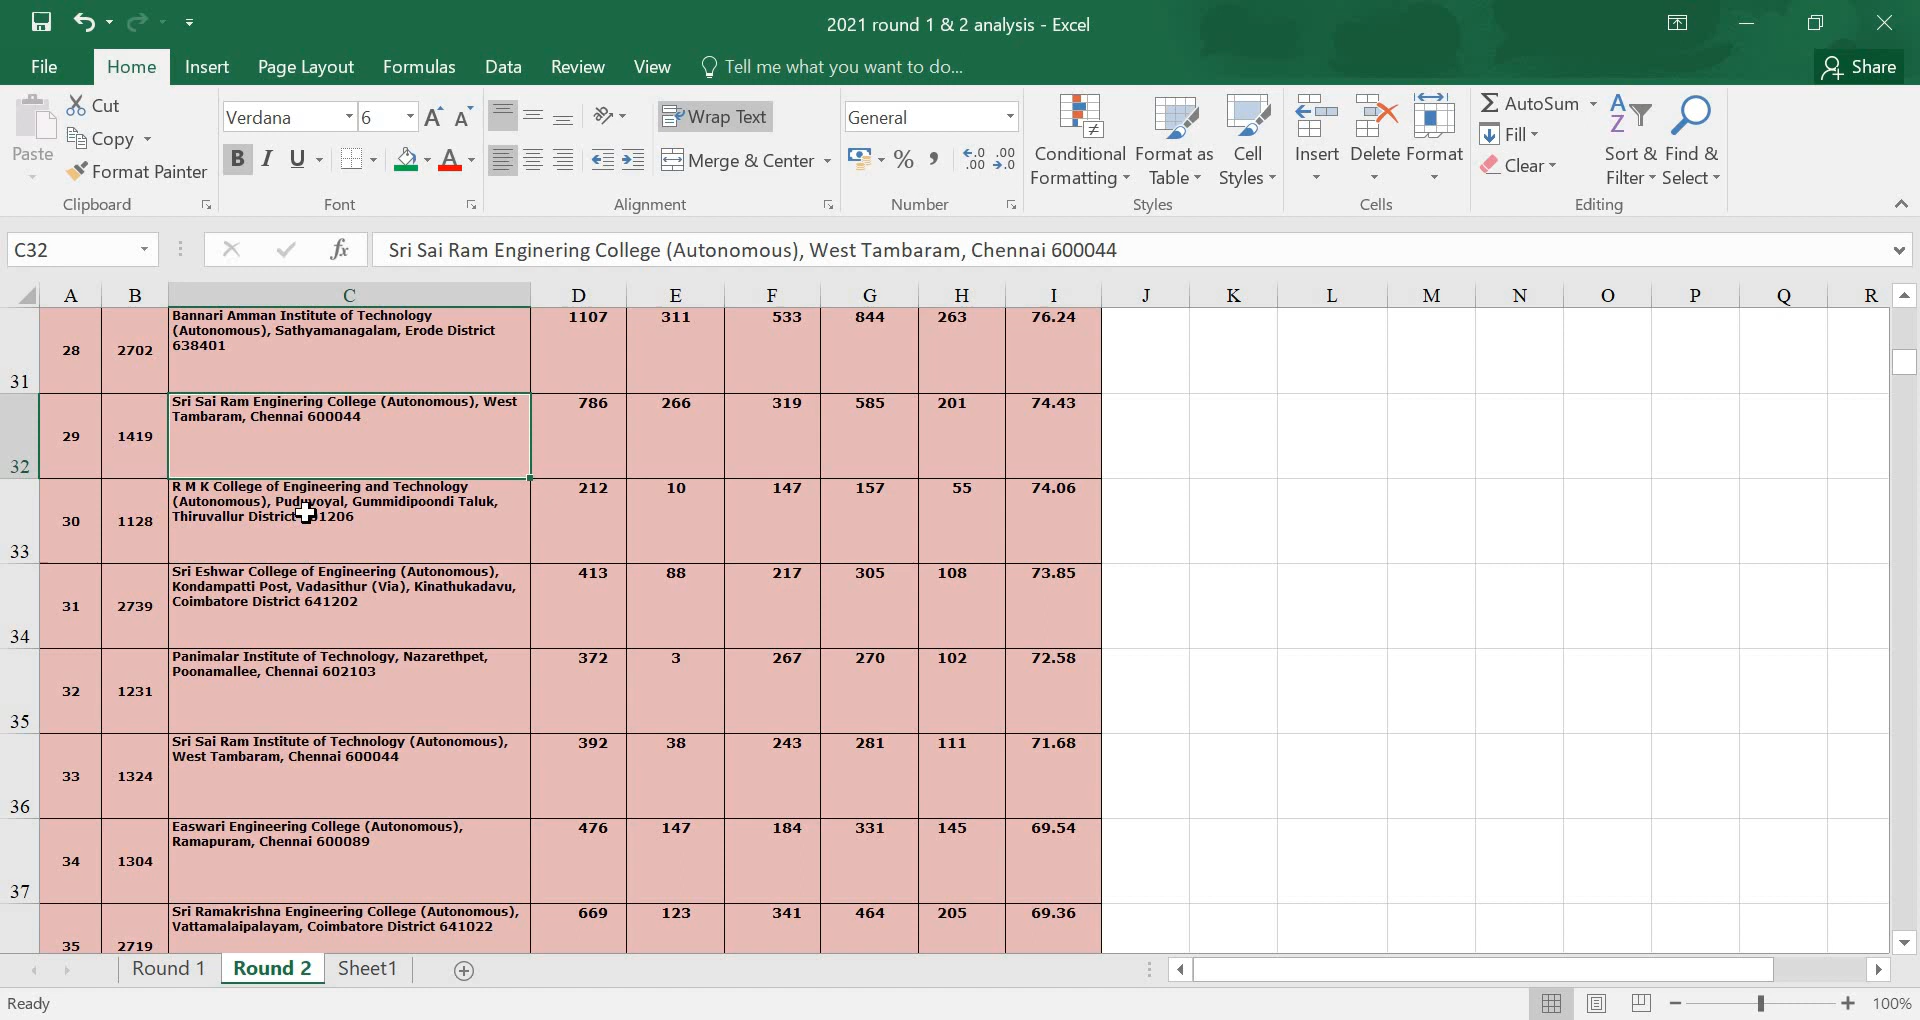 2021 round 1 & 2 analysis - Excel
File Home Insert Page Layout Formulas Data Review View Tell me what you want to do... Share
Cut
Copy
Format Painter
Paste
Clipboard
Verdana 6
B I U
Font
Wrap Text
Merge & Center
Alignment
General
% ,
Number
Conditional Formatting
Format as Table
Cell Styles
Styles
Insert Delete Format
Cells
AutoSum
Fill
Clear
Sort & Filter
Find & Select
Editing
C32 fx Sri Sai Ram Enginering College (Autonomous), West Tambaram, Chennai 600044
A B C D E F G H I J K L M N O P Q R
31 28 2702 Bannari Amman Institute of Technology 1107 311 533 844 263 76.24
(Autonomous), Sathyamanagalam, Erode District
638401
32 29 1419 Sri Sai Ram Enginering College (Autonomous), West 786 266 319 585 201 74.43
Tambaram, Chennai 600044
33 30 1128 R M K College of Engineering and Technology 212 10 147 157 55 74.06
(Autonomous), Puduvoyal, Gummidipoondi Taluk,
Thiruvallur District 1206
34 31 2739 Sri Eshwar College of Engineering (Autonomous), 413 88 217 305 108 73.85
Kondampatti Post, Vadasithur (Via), Kinathukadavu,
Coimbatore District 641202
35 32 1231 Panimalar Institute of Technology, Nazarethpet, 372 3 267 270 102 72.58
Poonamallee, Chennai 602103
36 33 1324 Sri Sai Ram Institute of Technology (Autonomous), 392 38 243 281 111 71.68
West Tambaram, Chennai 600044
37 34 1304 Easwari Engineering College (Autonomous), 476 147 184 331 145 69.54
Ramapuram, Chennai 600089
35 2719 Sri Ramakrishna Engineering College (Autonomous), 669 123 341 464 205 69.36
Vattamalaipalayam, Coimbatore District 641022
Round 1 Round 2 Sheet1
Ready 100%